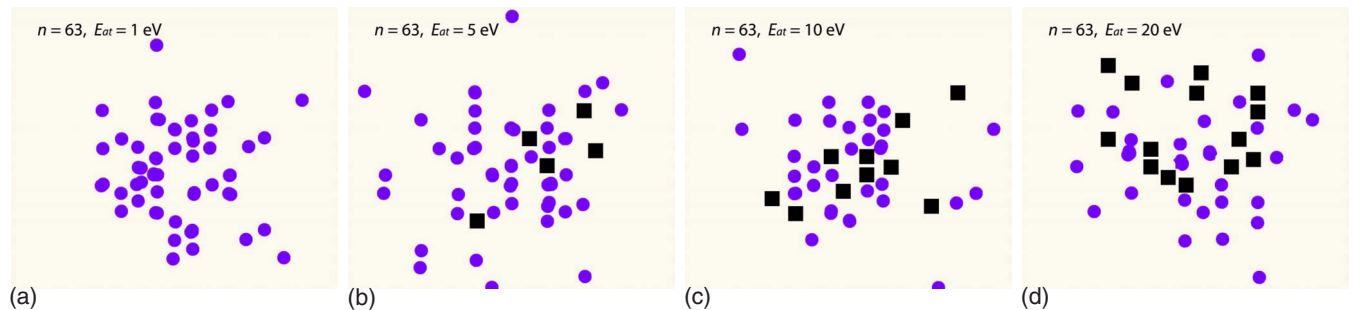 n = 63, Eat = 1 eV
n = 63, Eat = 5 eV
n = 63, Eat = 10 eV
n = 63, Eat = 20 eV
(a)
(b)
(c)
(d)